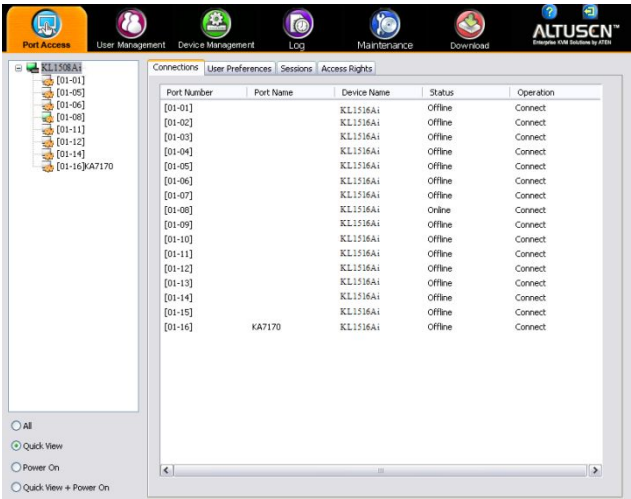 Port Access User Management Device Management Log Maintenance Download
ALTUSEN™
Enterprise KVM Solutions by ATEN
KL1508Ai
[01-01]
[01-05]
[01-06]
[01-08]
[01-11]
[01-12]
[01-14]
[01-16]KA7170
All
Quick View
Power On
Quick View + Power On
Connections User Preferences Sessions Access Rights
Port Number Port Name Device Name Status Operation
[01-01] KL1516Ai Offline Connect
[01-02] KL1516Ai Offline Connect
[01-03] KL1516Ai Offline Connect
[01-04] KL1516Ai Offline Connect
[01-05] KL1516Ai Offline Connect
[01-06] KL1516Ai Offline Connect
[01-07] KL1516Ai Offline Connect
[01-08] KL1516Ai Online Connect
[01-09] KL1516Ai Offline Connect
[01-10] KL1516Ai Offline Connect
[01-11] KL1516Ai Offline Connect
[01-12] KL1516Ai Offline Connect
[01-13] KL1516Ai Offline Connect
[01-14] KL1516Ai Offline Connect
[01-15] KL1516Ai Offline Connect
[01-16] KA7170 KL1516Ai Offline Connect